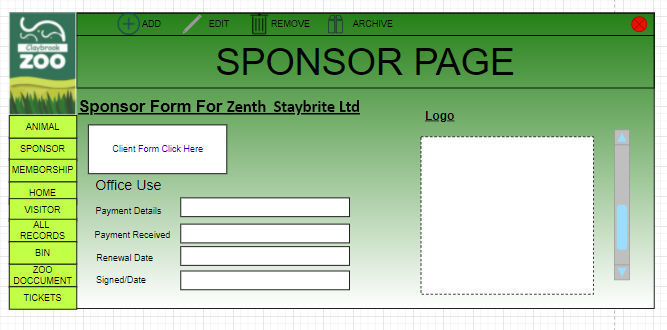 ADD EDIT REMOVE ARCHIVE
Claybrook
ZOO
SPONSOR PAGE
Sponsor Form For Zenth Staybrite Ltd
Logo
ANIMAL
SPONSOR
MEMBORSHIP
HOME
VISITOR
ALL
RECORDS
BIN
ZOO
DOCCUMENT
TICKETS
Client Form Click Here
Office Use
Payment Details
Payment Received
Renewal Date
Signed/Date